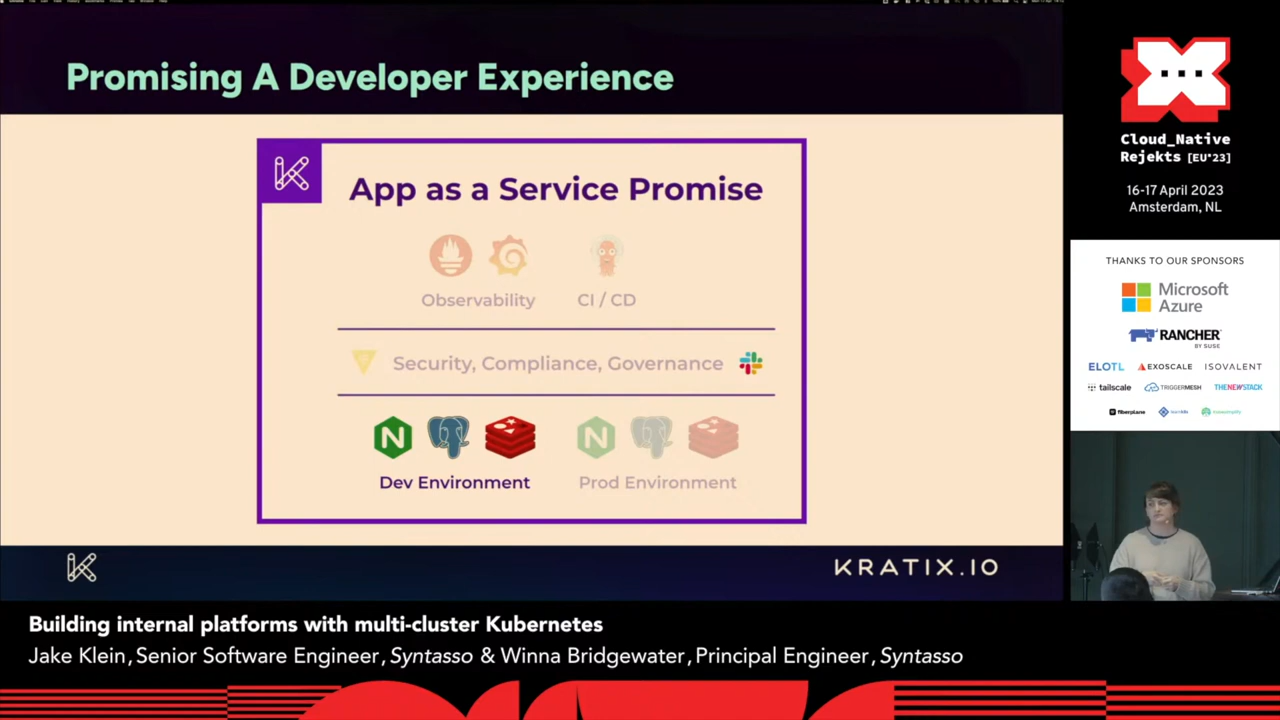 Promising A Developer Experience
App as a Service Promise
Observability
CI / CD
Security, Compliance, Governance
Dev Environment
Prod Environment
KRATIX.IO
Cloud_Native
Rejekts [EU'23]
16-17 April 2023
Amsterdam, NL
THANKS TO OUR SPONSORS
Microsoft
Azure
RANCHER
BY SUSE
ELOTL
EXOSCALE
ISOVALENT
tailscale
TRIGGERMESH
THENEWSTACK
fiberplane
Building internal platforms with multi-cluster Kubernetes
Jake Klein, Senior Software Engineer, Syntasso & Winna Bridgewater, Principal Engineer, Syntasso